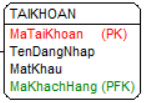 TAIKHOAN
MaTaiKhoan (PK)
TenDangNhap
MatKhau
MaKhachHang (PFK)